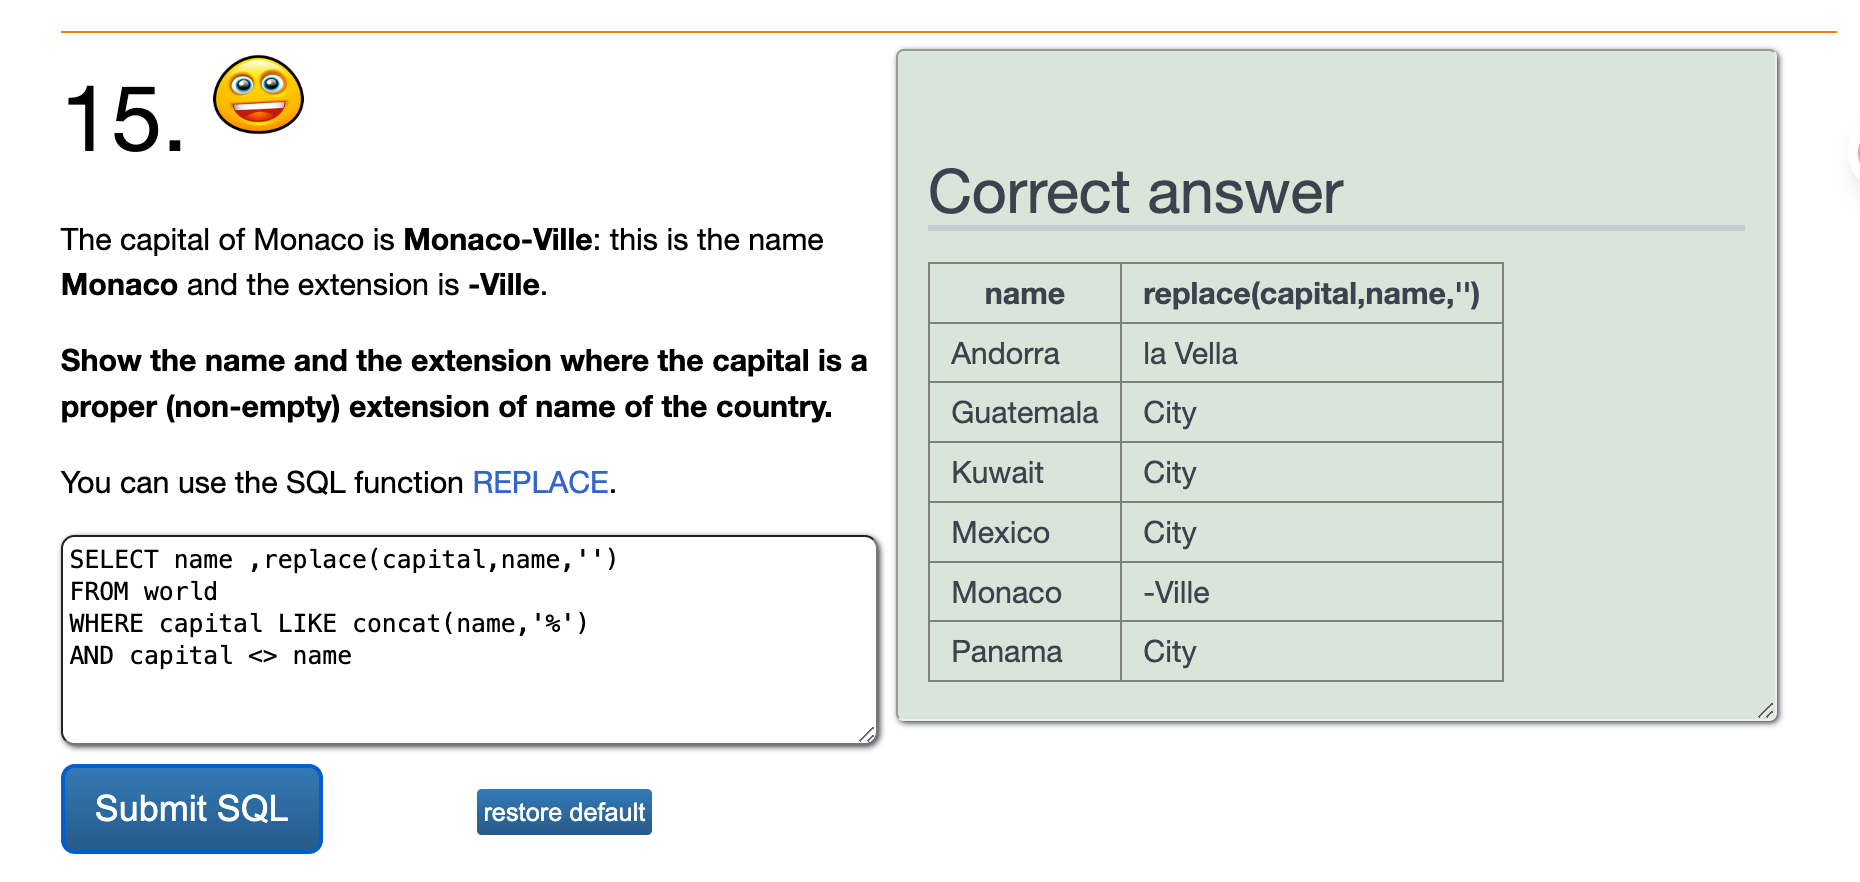 15.
The capital of Monaco is Monaco-Ville: this is the name
Monaco and the extension is -Ville.
Show the name and the extension where the capital is a
proper (non-empty) extension of name of the country.
You can use the SQL function REPLACE.
SELECT name ,replace(capital,name,'')
FROM world
WHERE capital LIKE concat(name,'%')
AND capital <> name
Submit SQL
restore default
Correct answer
name replace(capital,name,'')
Andorra la Vella
Guatemala City
Kuwait City
Mexico City
Monaco -Ville
Panama City